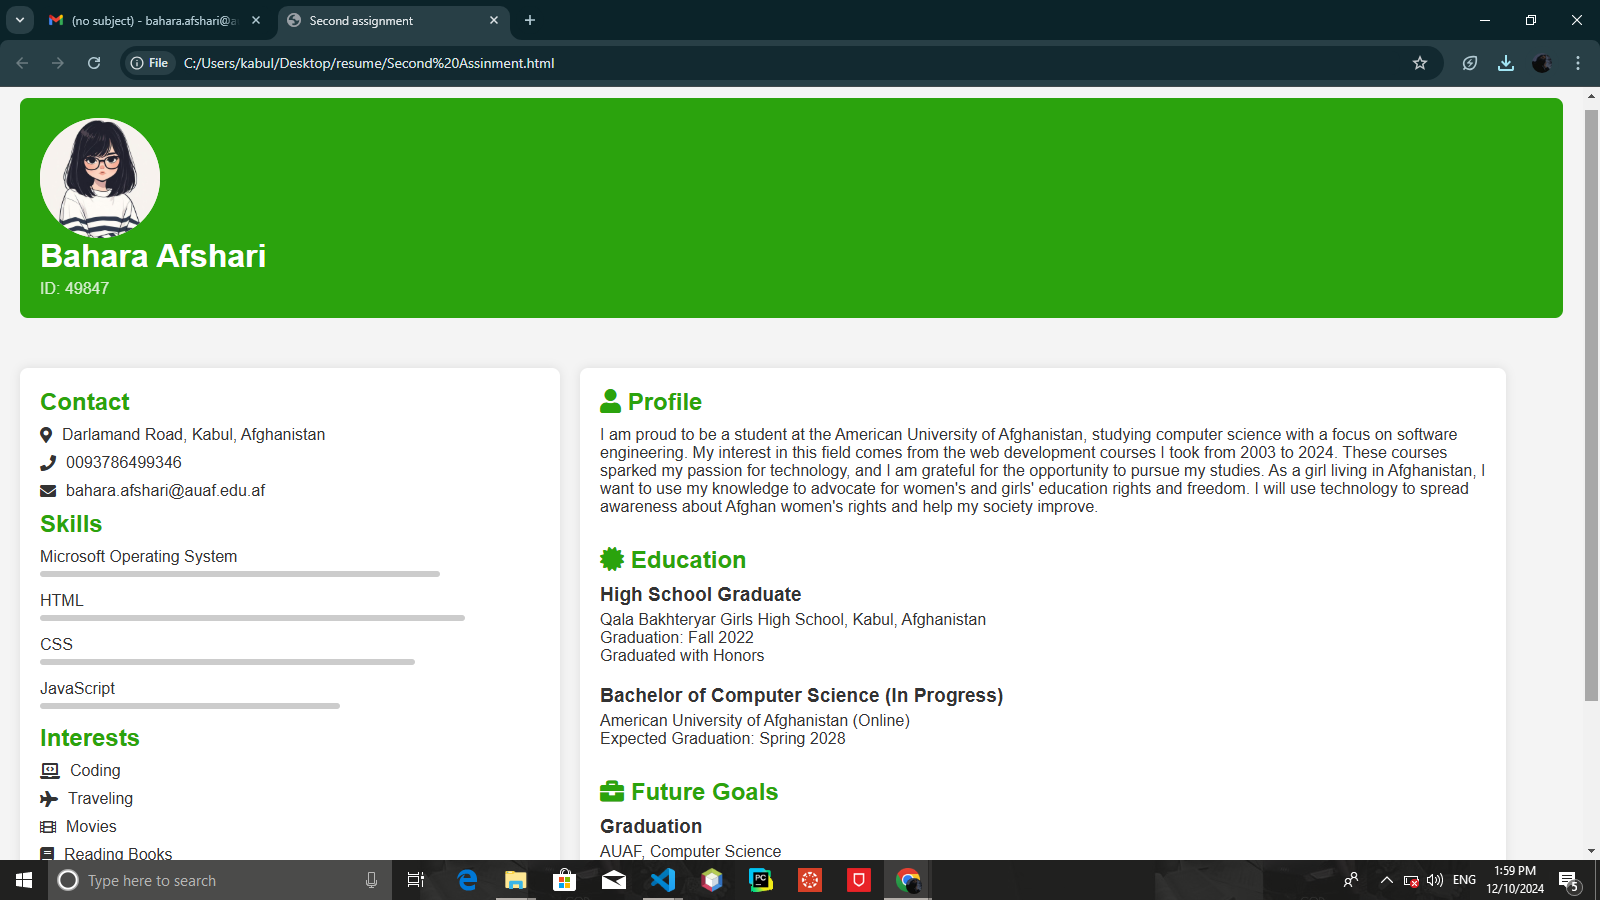 (no subject) - bahara.afshari@a
Second assignment
File
C:/Users/kabul/Desktop/resume/Second%20Assinment.html
Bahara Afshari
ID: 49847
Contact
Darlamand Road, Kabul, Afghanistan
0093786499346
bahara.afshari@auaf.edu.af
Skills
Microsoft Operating System
HTML
CSS
JavaScript
Interests
Coding
Traveling
Movies
Reading Books
Profile
I am proud to be a student at the American University of Afghanistan, studying computer science with a focus on software
engineering. My interest in this field comes from the web development courses I took from 2003 to 2024. These courses
sparked my passion for technology, and I am grateful for the opportunity to pursue my studies. As a girl living in Afghanistan, I
want to use my knowledge to advocate for women's and girls' education rights and freedom. I will use technology to spread
awareness about Afghan women's rights and help my society improve.
Education
High School Graduate
Qala Bakhteryar Girls High School, Kabul, Afghanistan
Graduation: Fall 2022
Graduated with Honors
Bachelor of Computer Science (In Progress)
American University of Afghanistan (Online)
Expected Graduation: Spring 2028
Future Goals
Graduation
AUAF, Computer Science
Type here to search
PC
ENG
1:59 PM
12/10/2024
5